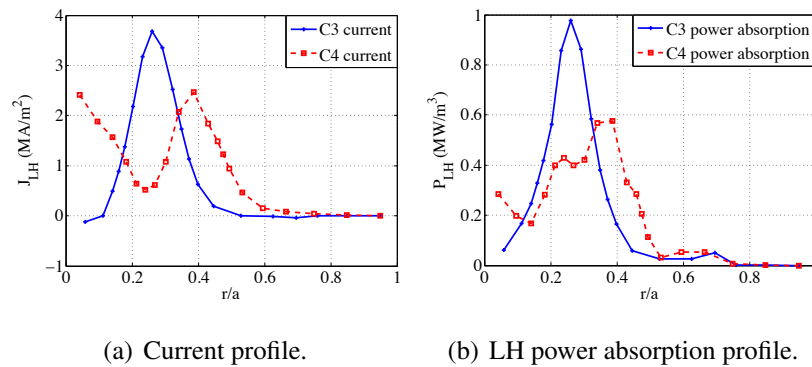 C3 current
C4 current
J_LH (MA/m²)
4
3
2
1
0
−1
0 0.2 0.4 0.6 0.8 1
r/a
(a) Current profile.
C3 power absorption
C4 power absorption
P_LH (MW/m³)
1
0.8
0.6
0.4
0.2
0
0 0.2 0.4 0.6 0.8
r/a
(b) LH power absorption profile.